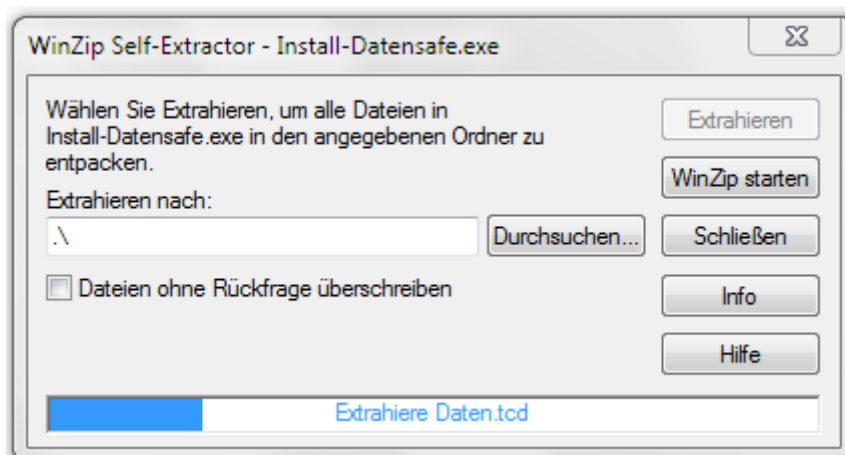 WinZip Self-Extractor - Install-Datensafe.exe
Wählen Sie Extrahieren, um alle Dateien in
Install-Datensafe.exe in den angegebenen Ordner zu
entpacken.
Extrahieren nach:
.\
Durchsuchen...
Dateien ohne Rückfrage überschreiben
Extrahieren
WinZip starten
Schließen
Info
Hilfe
Extrahiere Daten.tcd